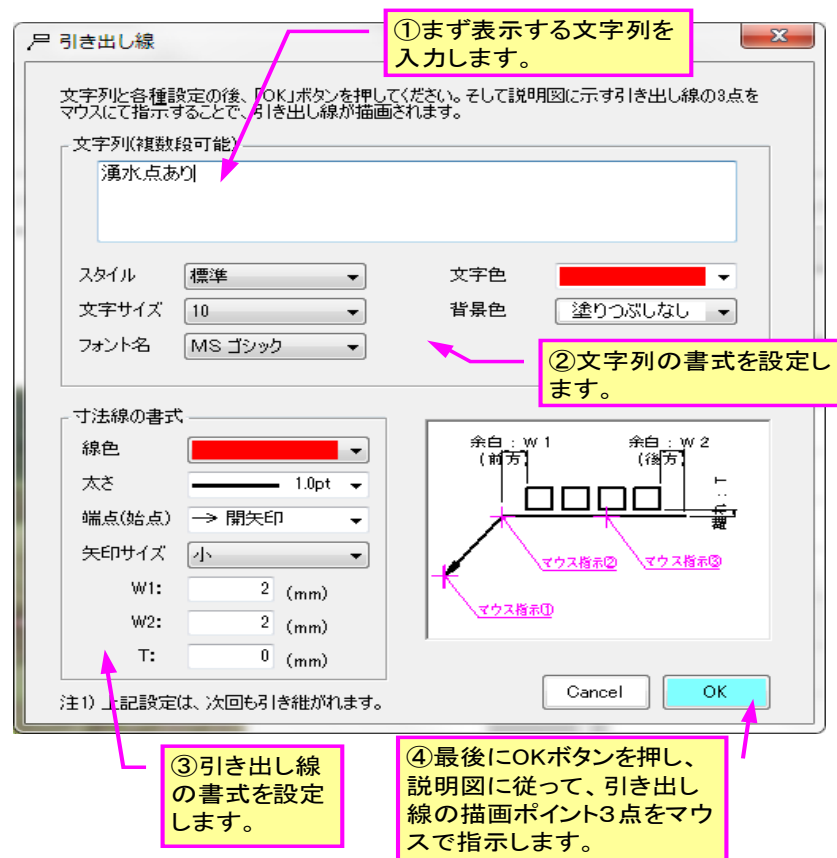 ①まず表示する文字列を
入力します。
引き出し線
文字列と各種設定の後、「OK」ボタンを押してください。そして説明図に示す引き出し線の3点を
マウスにて指示することで、引き出し線が描画されます。
文字列(複数段可能)
湧水点あり
スタイル 標準
文字色
文字サイズ 10
背景色 塗りつぶしなし
フォント名 MS ゴシック
②文字列の書式を設定し
ます。
寸法線の書式
線色
太さ 1.0pt
端点(始点) 開矢印
矢印サイズ 小
W1: 2 (mm)
W2: 2 (mm)
T: 0 (mm)
余白：W1 余白：W2
(前方) (後方)
離れ：T
マウス指示② マウス指示③
マウス指示①
注1) 上記設定は、次回も引き継がれます。
Cancel OK
③引き出し線
の書式を設定
します。
④最後にOKボタンを押し、
説明図に従って、引き出し
線の描画ポイント３点をマウ
スで指示します。